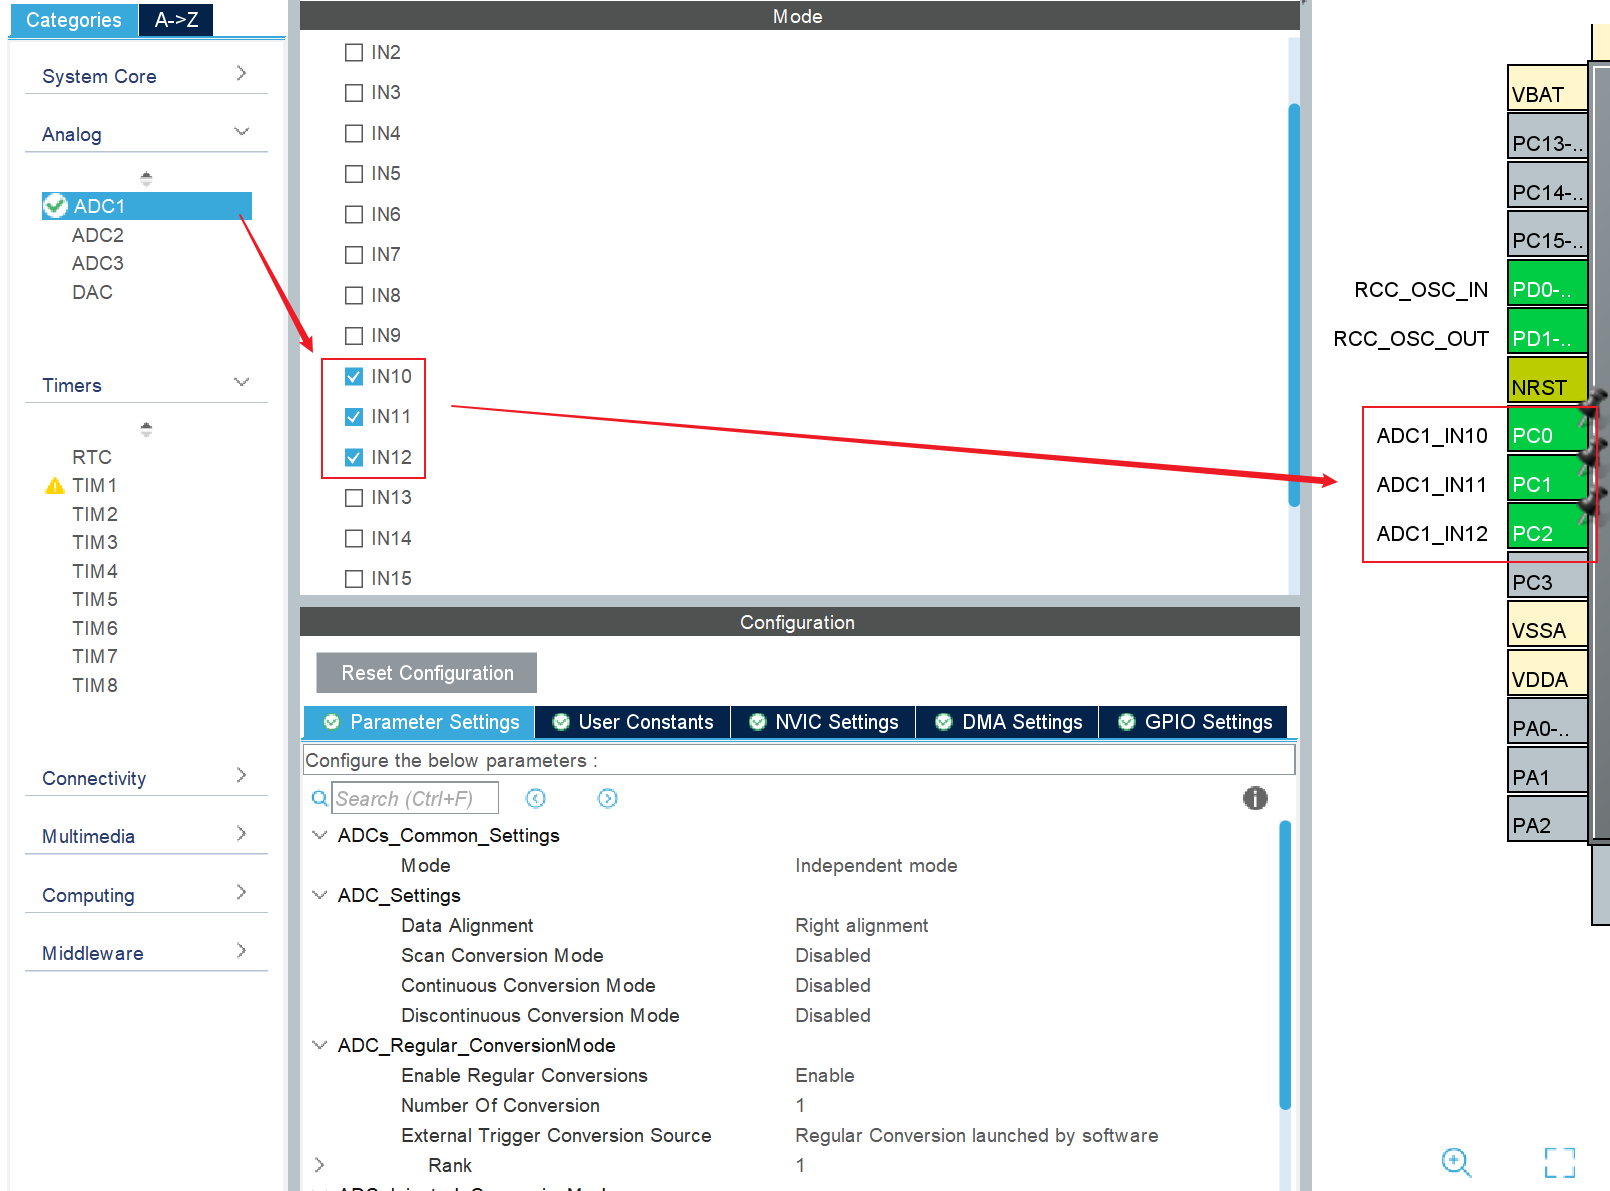 Categories
A->Z
System Core
Analog
ADC1
ADC2
ADC3
DAC
Timers
RTC
TIM1
TIM2
TIM3
TIM4
TIM5
TIM6
TIM7
TIM8
Connectivity
Multimedia
Computing
Middleware
Mode
IN2
IN3
IN4
IN5
IN6
IN7
IN8
IN9
IN10
IN11
IN12
IN13
IN14
IN15
Configuration
Reset Configuration
Parameter Settings
User Constants
NVIC Settings
DMA Settings
GPIO Settings
Configure the below parameters :
Search (Ctrl+F)
ADCs_Common_Settings
Mode Independent mode
ADC_Settings
Data Alignment Right alignment
Scan Conversion Mode Disabled
Continuous Conversion Mode Disabled
Discontinuous Conversion Mode Disabled
ADC_Regular_ConversionMode
Enable Regular Conversions Enable
Number Of Conversion 1
External Trigger Conversion Source Regular Conversion launched by software
Rank 1
VBAT
PC13-..
PC14-..
PC15-..
RCC_OSC_IN PD0-..
RCC_OSC_OUT PD1-..
NRST
ADC1_IN10 PC0
ADC1_IN11 PC1
ADC1_IN12 PC2
PC3
VSSA
VDDA
PA0-..
PA1
PA2